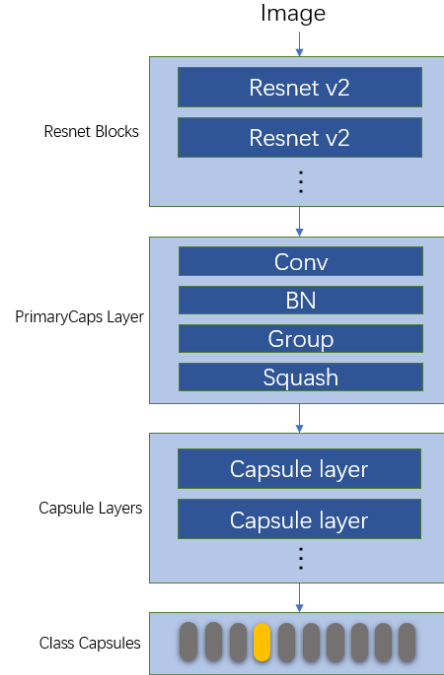 Image
Resnet Blocks
Resnet v2
Resnet v2
PrimaryCaps Layer
Conv
BN
Group
Squash
Capsule Layers
Capsule layer
Capsule layer
Class Capsules